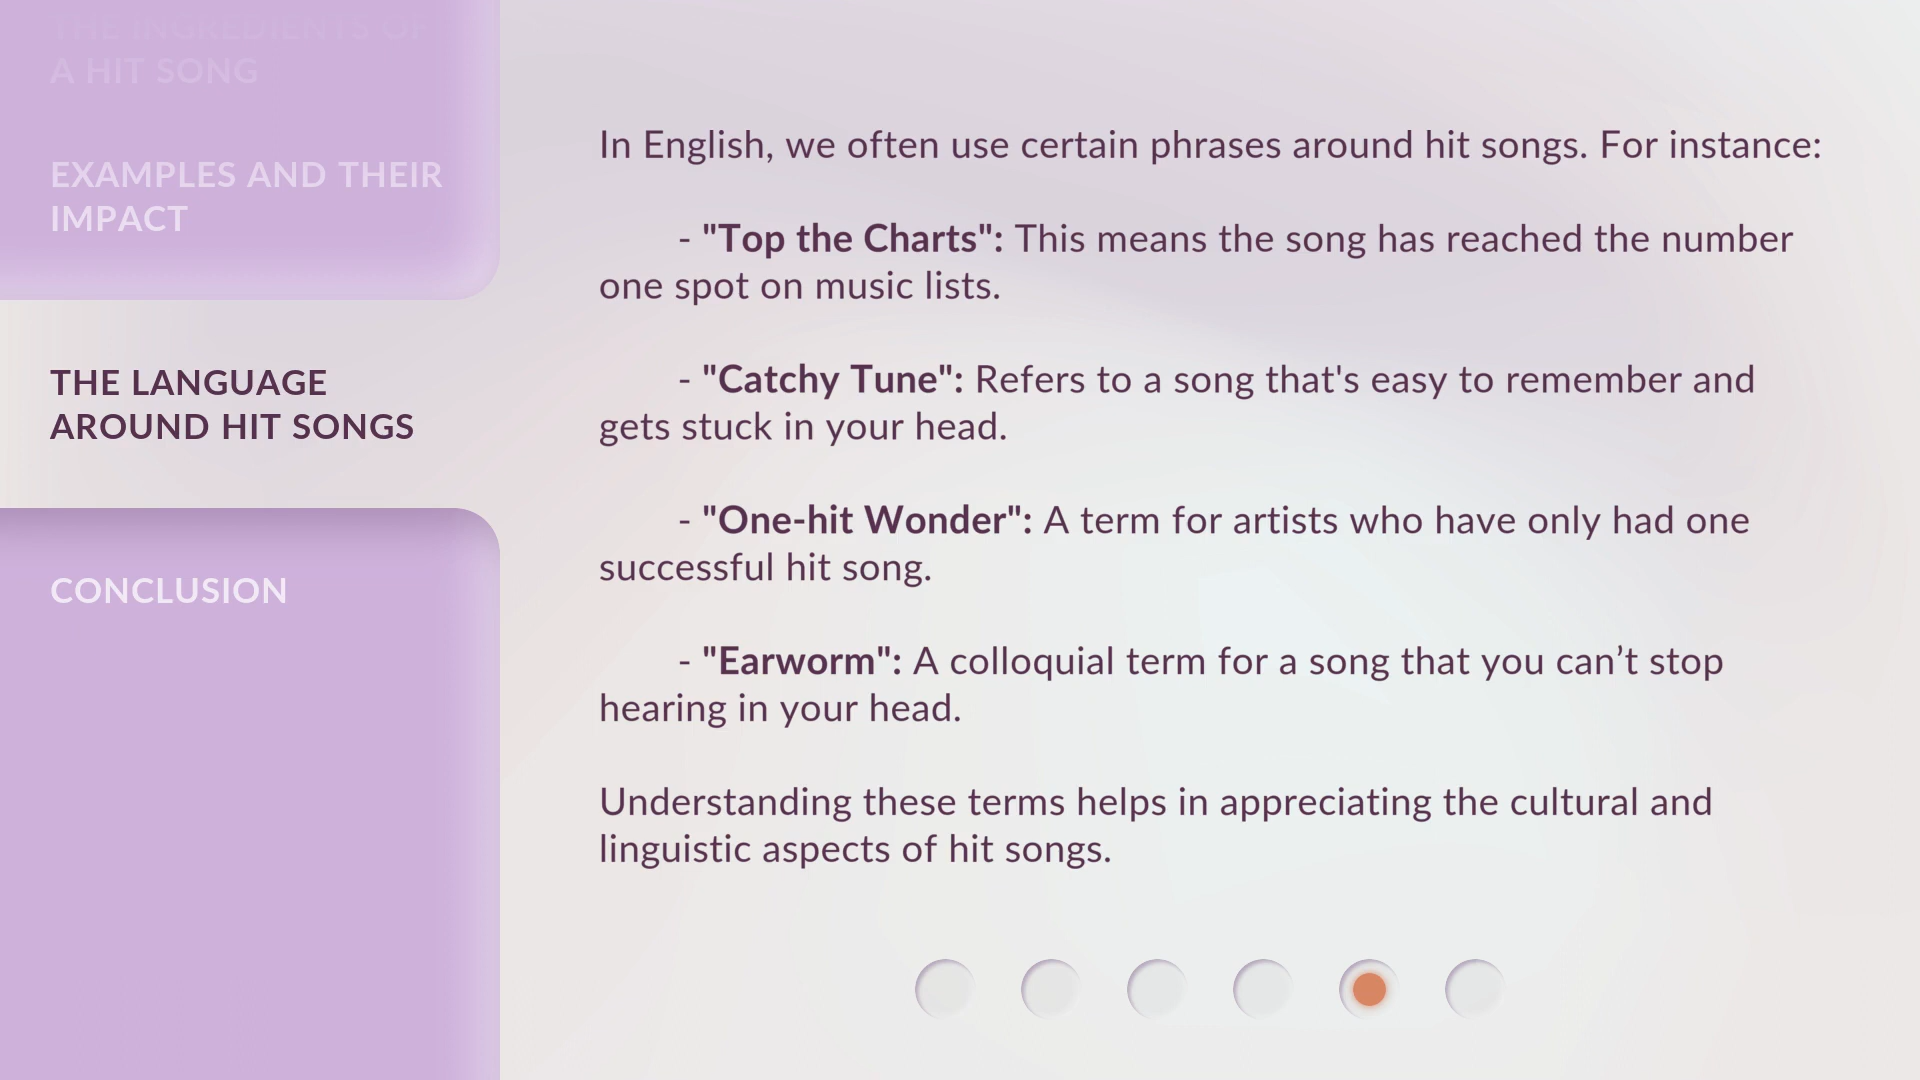 THE INGREDIENTS OF
A HIT SONG
EXAMPLES AND THEIR
IMPACT
THE LANGUAGE
AROUND HIT SONGS
CONCLUSION
In English, we often use certain phrases around hit songs. For instance:
- "Top the Charts": This means the song has reached the number
one spot on music lists.
- "Catchy Tune": Refers to a song that's easy to remember and
gets stuck in your head.
- "One-hit Wonder": A term for artists who have only had one
successful hit song.
- "Earworm": A colloquial term for a song that you can’t stop
hearing in your head.
Understanding these terms helps in appreciating the cultural and
linguistic aspects of hit songs.